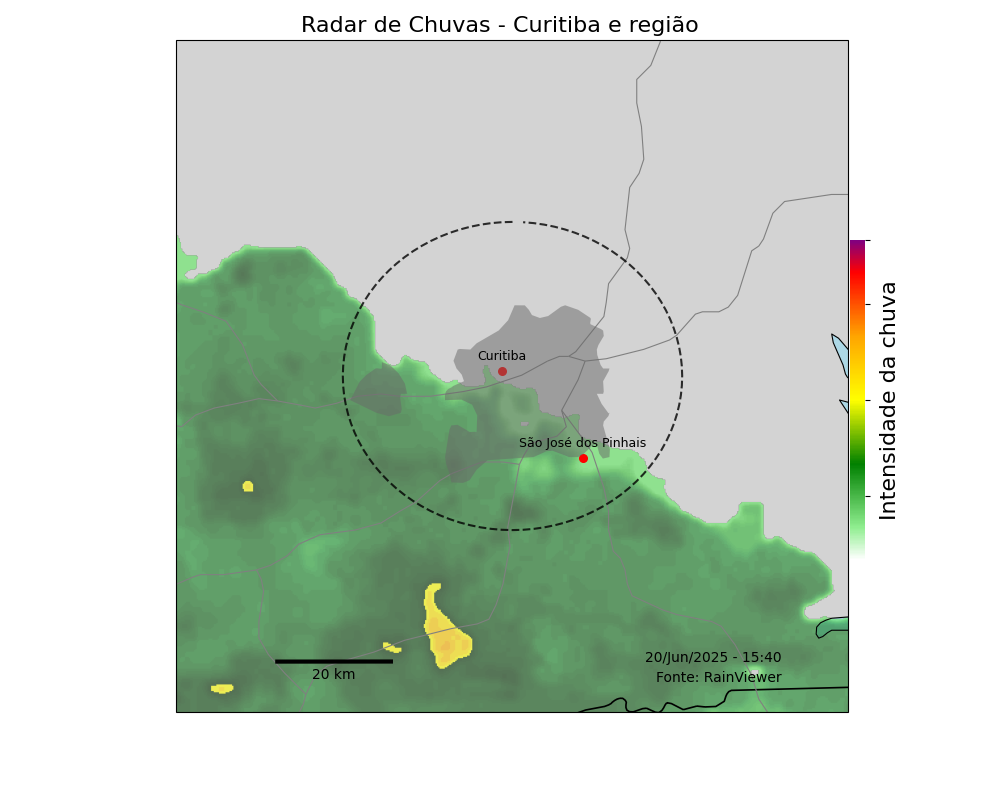 Radar de Chuvas - Curitiba e região
Curitiba
São José dos Pinhais
Intensidade da chuva
20 km
20/Jun/2025 - 15:40
Fonte: RainViewer